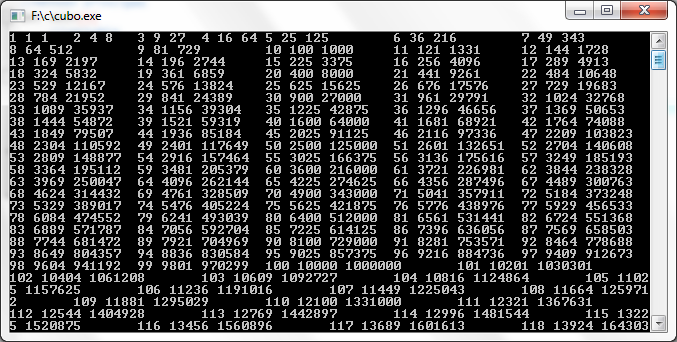 F:\c\cubo.exe
1 1 1 2 4 8 3 9 27 4 16 64 5 25 125 6 36 216 7 49 343
8 64 512 9 81 729 10 100 1000 11 121 1331 12 144 1728
13 169 2197 14 196 2744 15 225 3375 16 256 4096 17 289 4913
18 324 5832 19 361 6859 20 400 8000 21 441 9261 22 484 10648
23 529 12167 24 576 13824 25 625 15625 26 676 17576 27 729 19683
28 784 21952 29 841 24389 30 900 27000 31 961 29791 32 1024 32768
33 1089 35937 34 1156 39304 35 1225 42875 36 1296 46656 37 1369 50653
38 1444 54872 39 1521 59319 40 1600 64000 41 1681 68921 42 1764 74088
43 1849 79507 44 1936 85184 45 2025 91125 46 2116 97336 47 2209 103823
48 2304 110592 49 2401 117649 50 2500 125000 51 2601 132651 52 2704 140608
53 2809 148877 54 2916 157464 55 3025 166375 56 3136 175616 57 3249 185193
58 3364 195112 59 3481 205379 60 3600 216000 61 3721 226981 62 3844 238328
63 3969 250047 64 4096 262144 65 4225 274625 66 4356 287496 67 4489 300763
68 4624 314432 69 4761 328509 70 4900 343000 71 5041 357911 72 5184 373248
73 5329 389017 74 5476 405224 75 5625 421875 76 5776 438976 77 5929 456533
78 6084 474552 79 6241 493039 80 6400 512000 81 6561 531441 82 6724 551368
83 6889 571787 84 7056 592704 85 7225 614125 86 7396 636056 87 7569 658503
88 7744 681472 89 7921 704969 90 8100 729000 91 8281 753571 92 8464 778688
93 8649 804357 94 8836 830584 95 9025 857375 96 9216 884736 97 9409 912673
98 9604 941192 99 9801 970299 100 10000 1000000 101 10201 1030301
102 10404 1061208 103 10609 1092727 104 10816 1124864 105 1102
5 1157625 106 11236 1191016 107 11449 1225043 108 11664 125971
2 109 11881 1295029 110 12100 1331000 111 12321 1367631
112 12544 1404928 113 12769 1442897 114 12996 1481544 115 1322
5 1520875 116 13456 1560896 117 13689 1601613 118 13924 164303